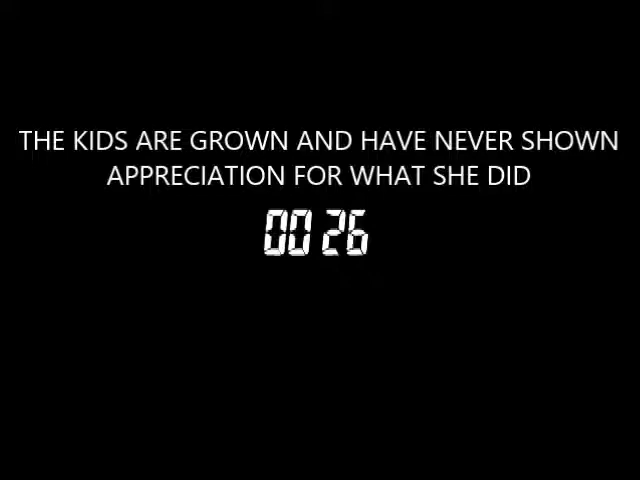 THE KIDS ARE GROWN AND HAVE NEVER SHOWN
APPRECIATION FOR WHAT SHE DID
00 26